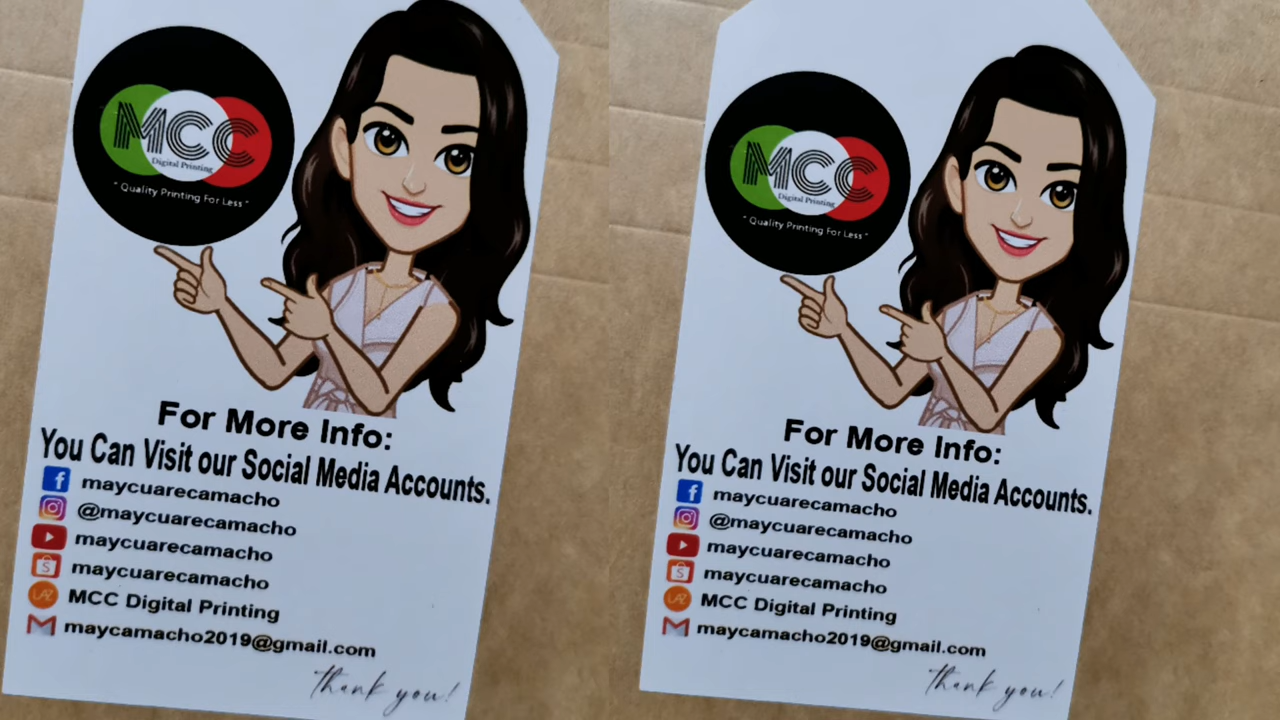 MCC
Digital Printing
" Quality Printing For Less "
For More Info:
You Can Visit our Social Media Accounts.
maycuarecamacho
@maycuarecamacho
maycuarecamacho
maycuarecamacho
LAZ
MCC Digital Printing
maycamacho2019@gmail.com
thank you!
MCC
Digital Printing
" Quality Printing For Less "
For More Info:
You Can Visit our Social Media Accounts.
maycuarecamacho
@maycuarecamacho
maycuarecamacho
maycuarecamacho
LAZ
MCC Digital Printing
maycamacho2019@gmail.com
thank you!